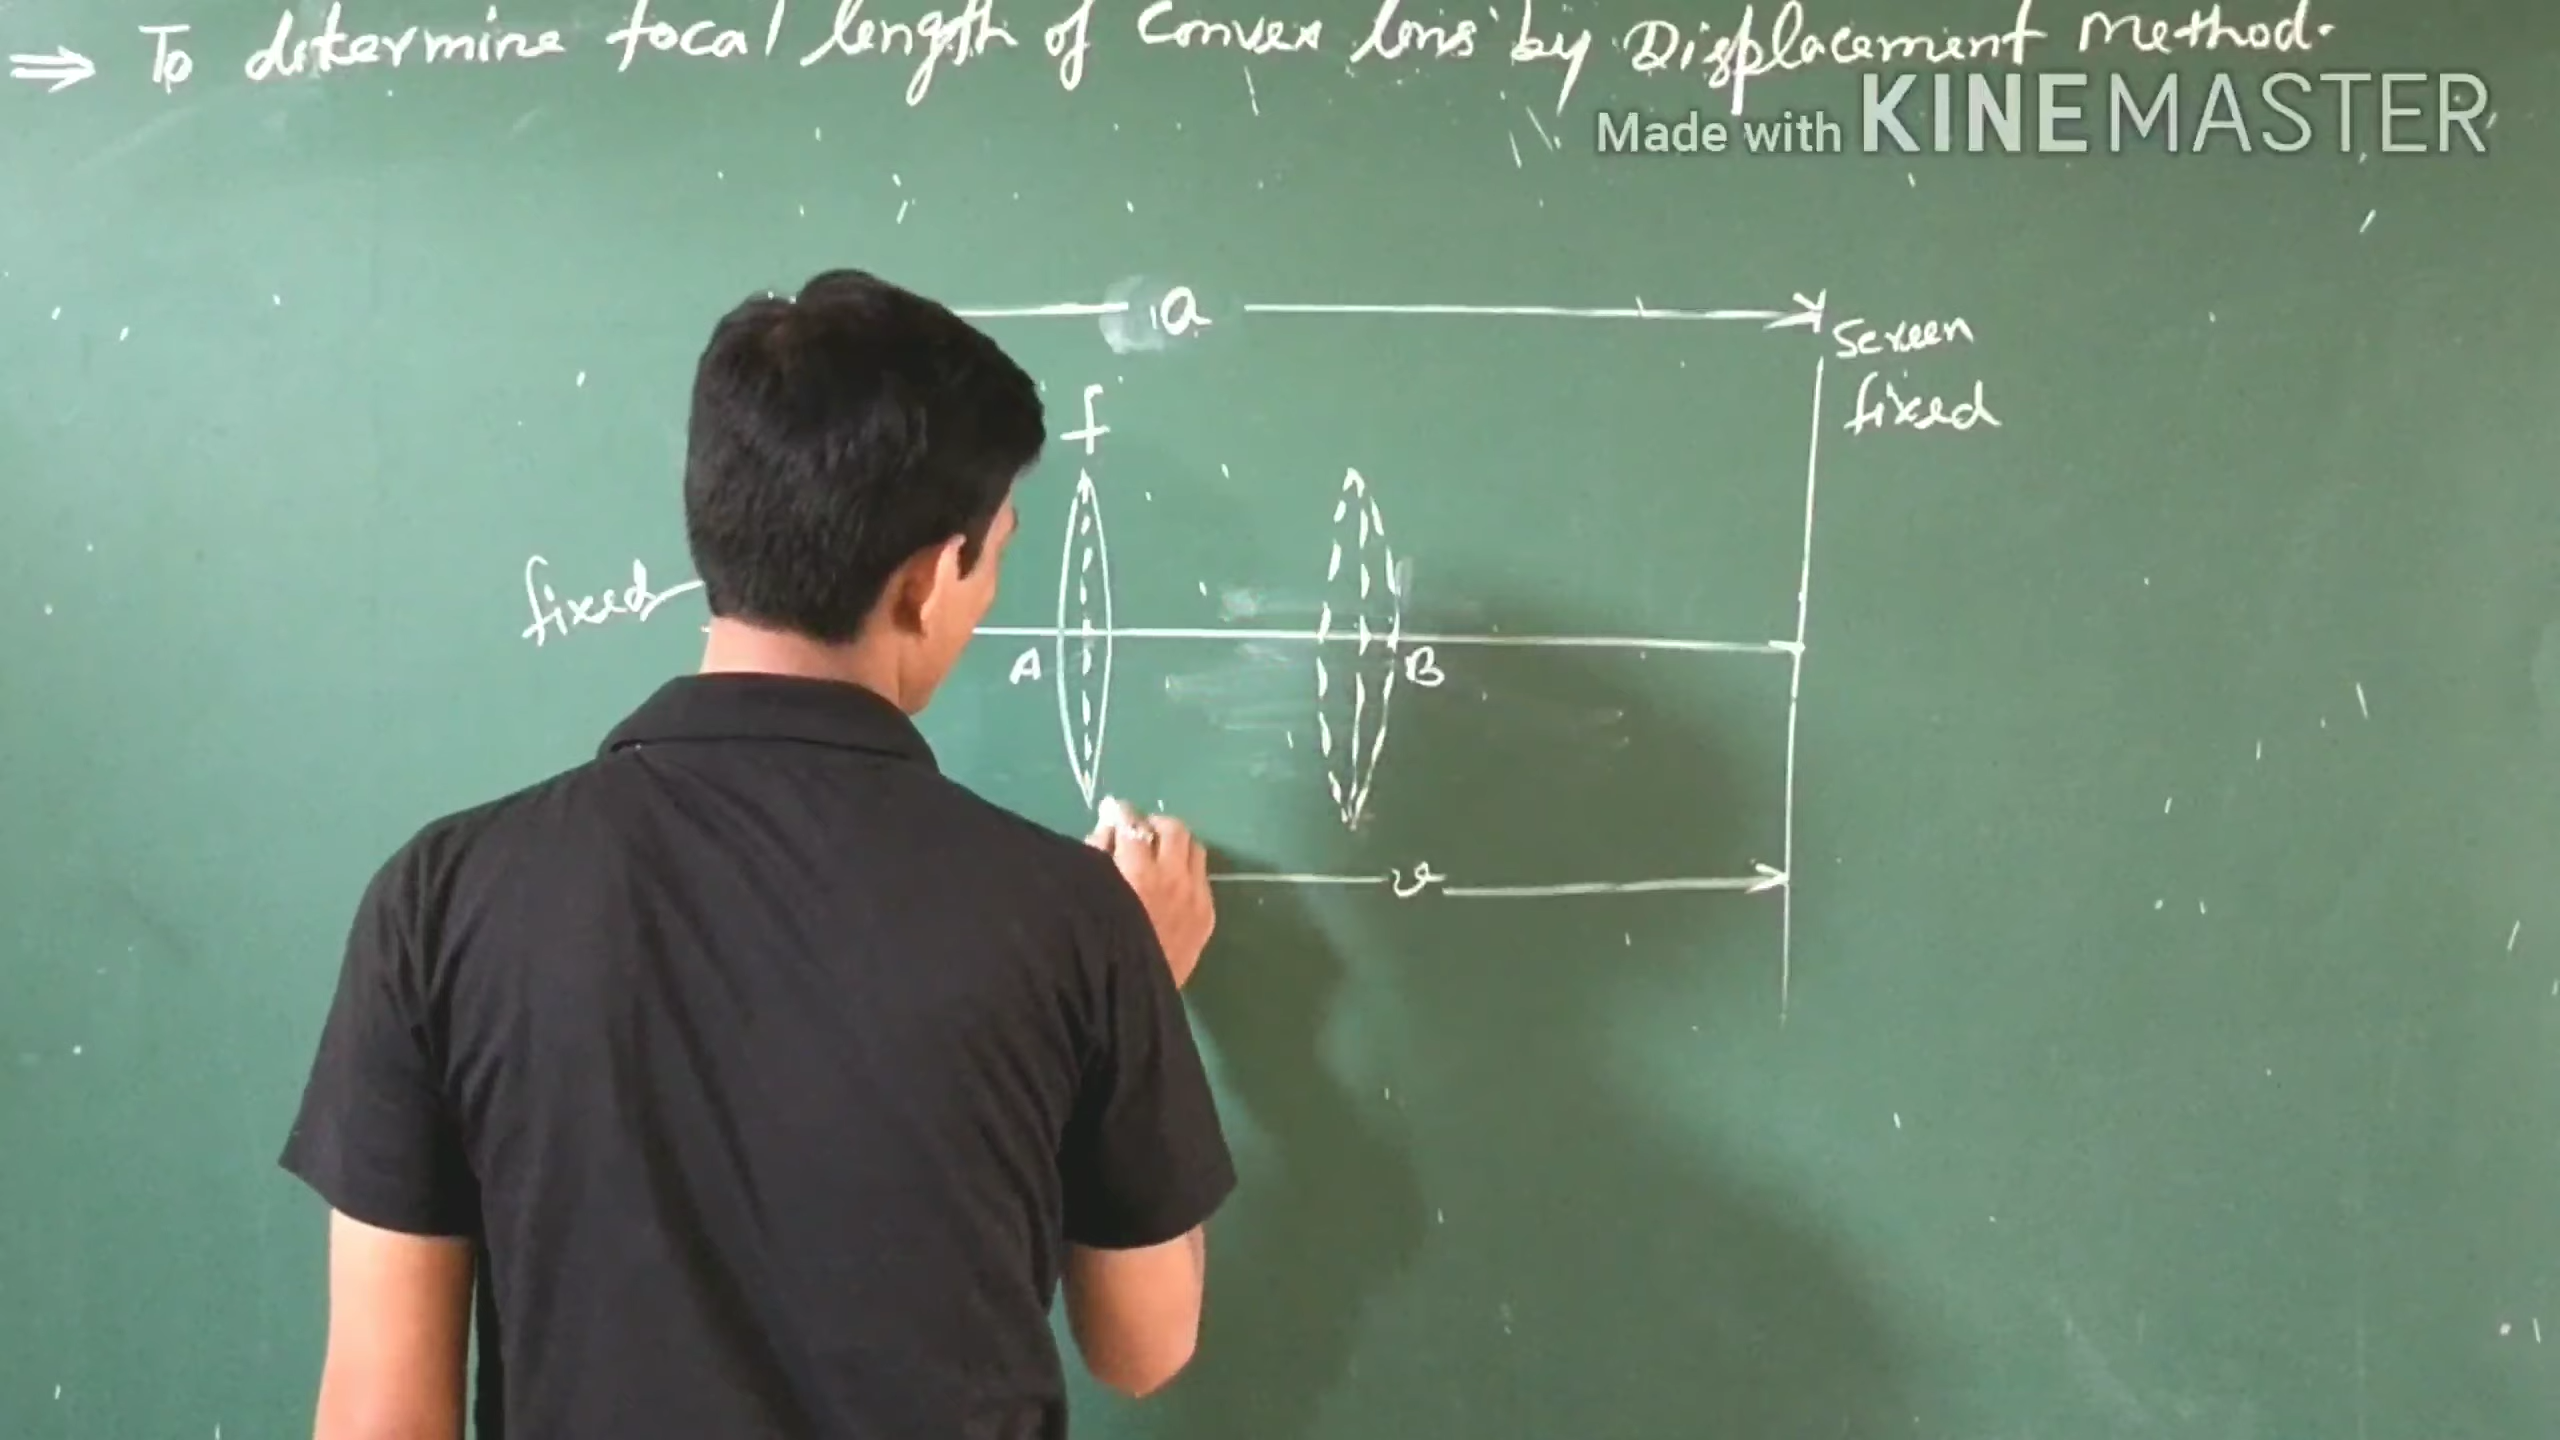 ⇒ To determine focal length of Convex lens by Displacement Method.
Made with KINEMASTER
a
Screen
fixed
f
fixed
A
B
v